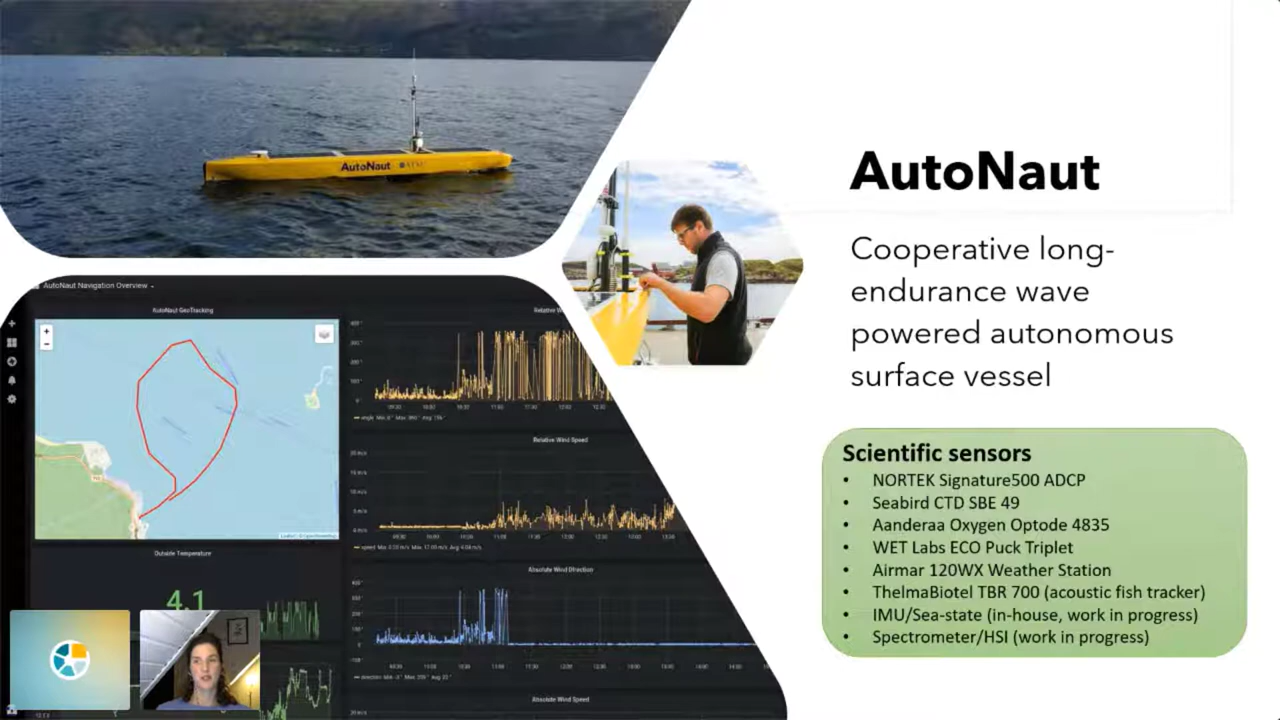 AutoNaut
AutoNaut
Cooperative long-
endurance wave
powered autonomous
surface vessel
Scientific sensors
• NORTEK Signature500 ADCP
• Seabird CTD SBE 49
• Aanderaa Oxygen Optode 4835
• WET Labs ECO Puck Triplet
• Airmar 120WX Weather Station
• ThelmaBiotel TBR 700 (acoustic fish tracker)
• IMU/Sea-state (in-house, work in progress)
• Spectrometer/HSI (work in progress)
AutoNaut Navigation Overview
AutoNaut GeoTracking
+
−
Outside Temperature
4.1
Relative W
Relative Wind Speed
Absolute Wind Direction
Absolute Wind Speed